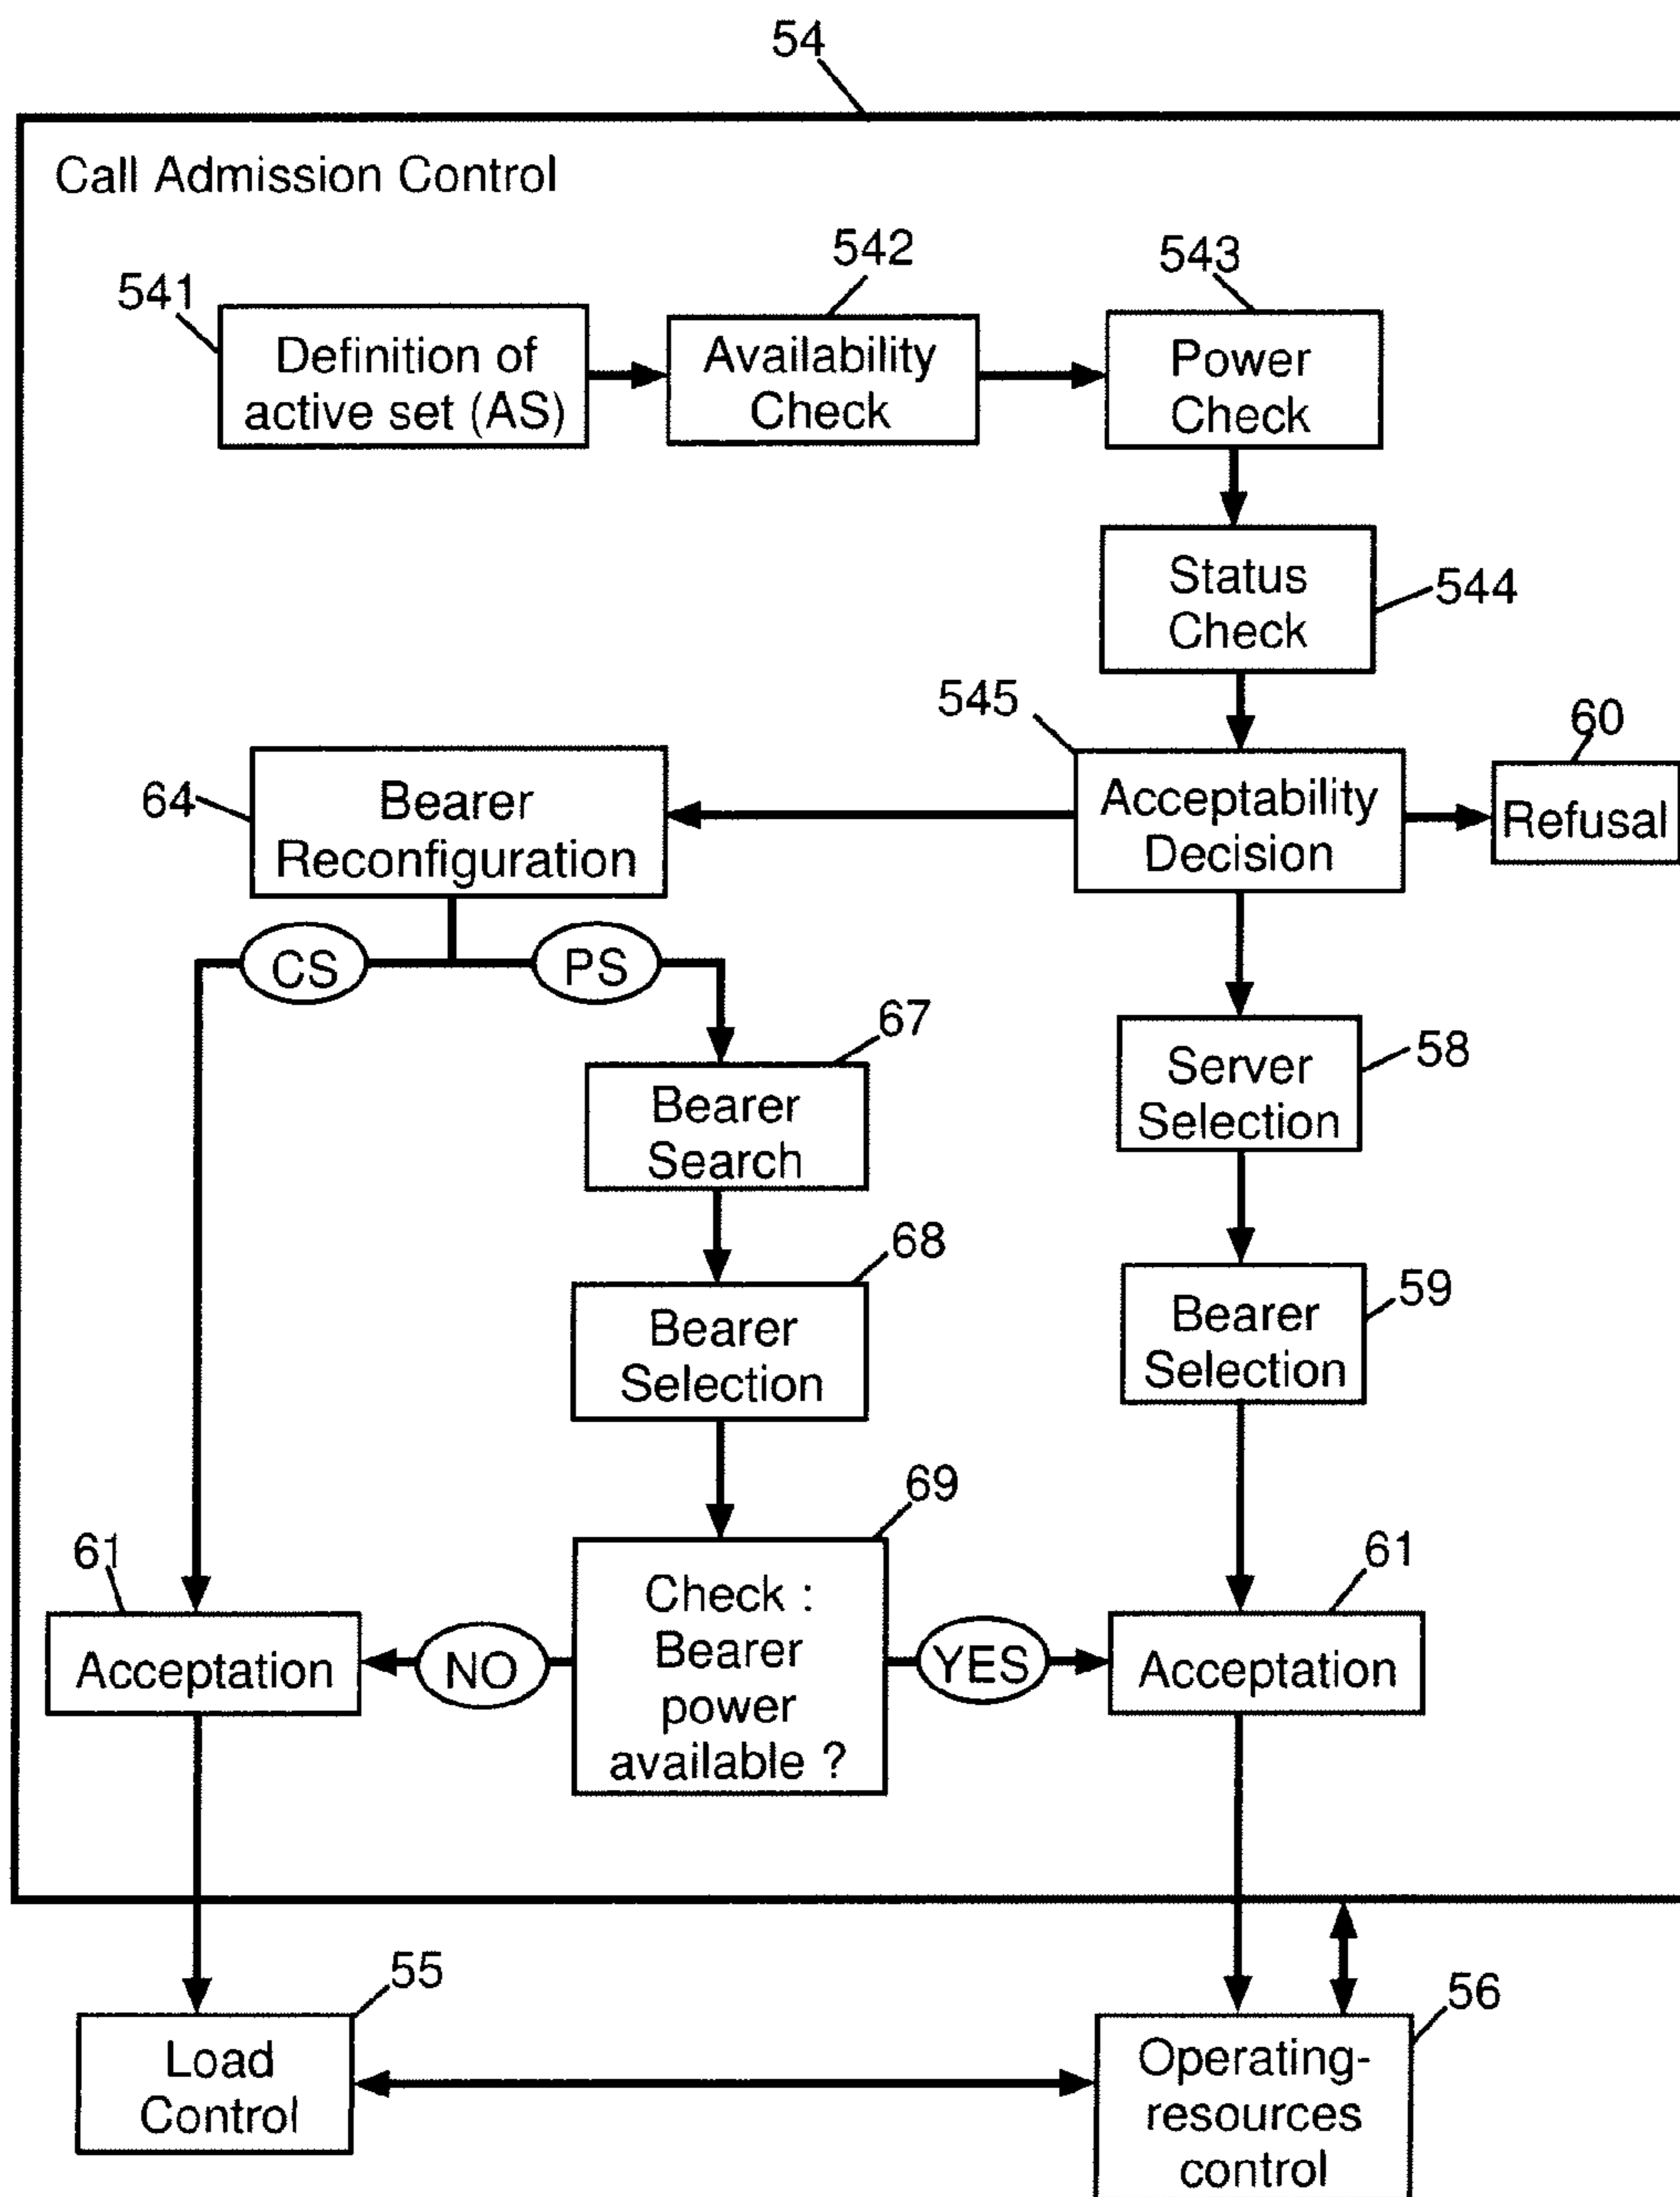 54
Call Admission Control
541
542
543
Definition of
active set (AS)
Availability
Check
Power
Check
Status
Check
544
545
60
64
Bearer
Reconfiguration
Acceptability
Decision
Refusal
CS
PS
67
Bearer
Search
Server
Selection
58
68
Bearer
Selection
Bearer
Selection
59
69
61
Acceptation
NO
Check :
Bearer
power
available ?
YES
61
Acceptation
55
Load
Control
56
Operating-
resources
control